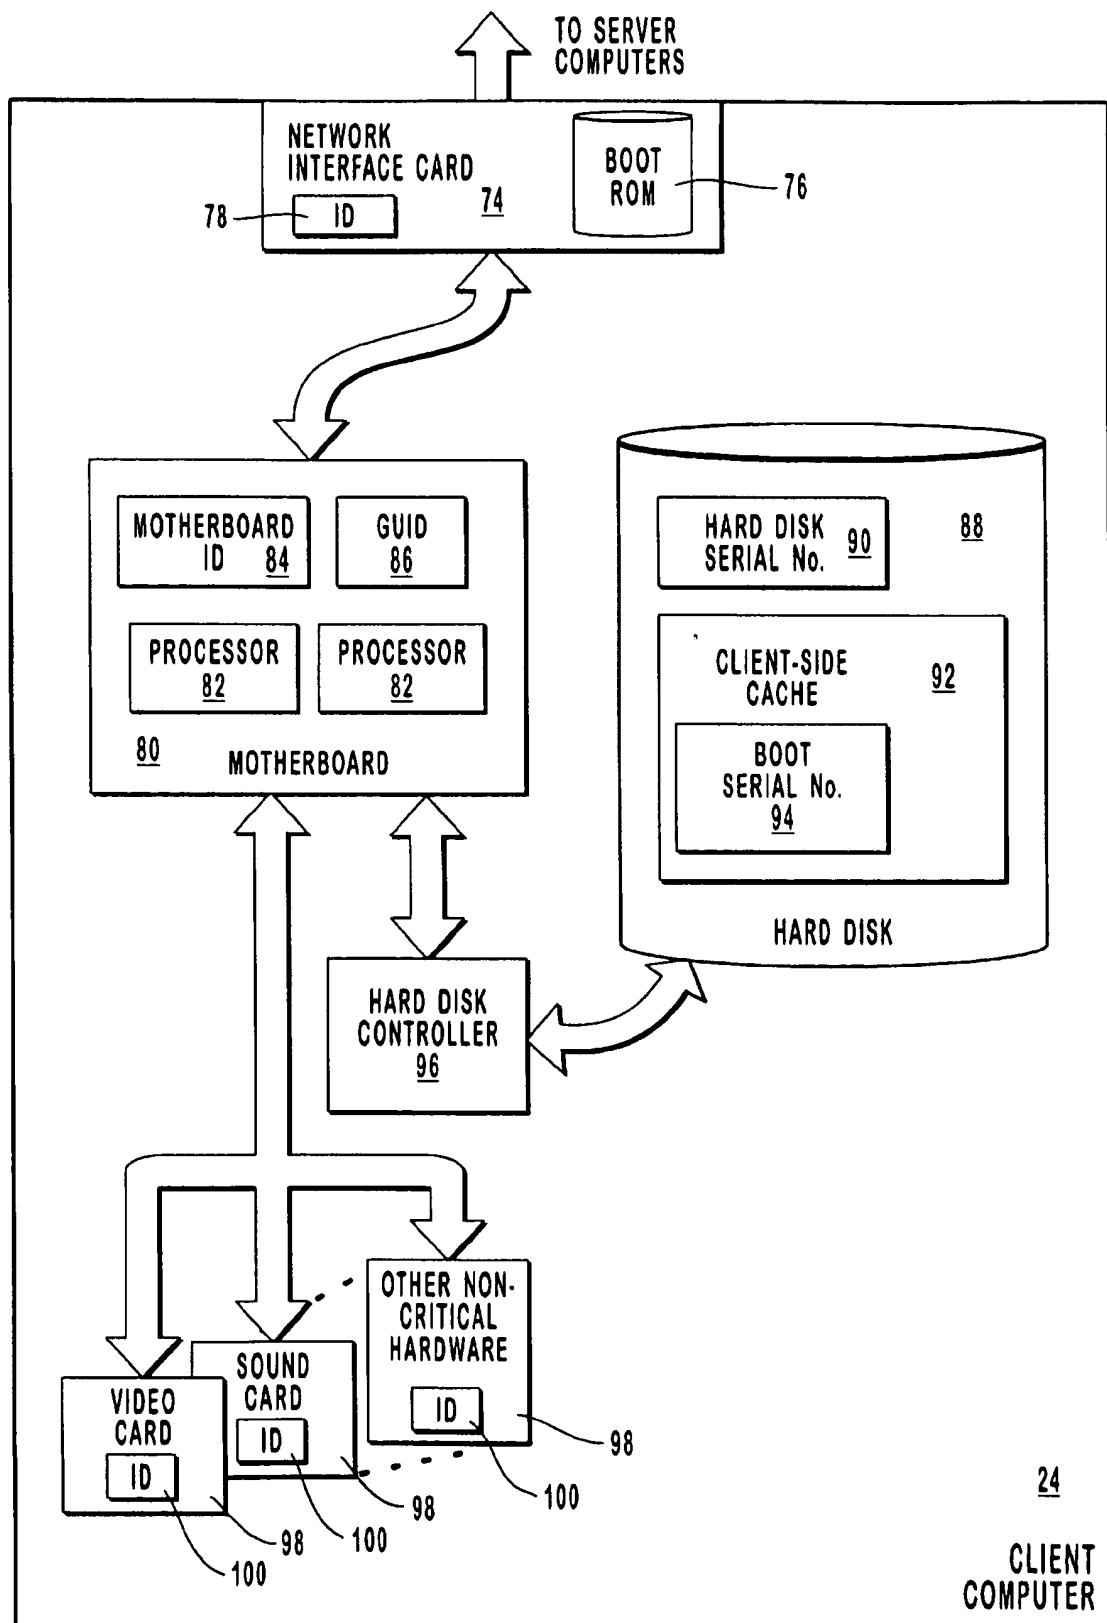 TO SERVER
COMPUTERS
NETWORK
INTERFACE CARD
74
BOOT
ROM
76
78
ID
MOTHERBOARD
ID 84
GUID
86
PROCESSOR
82
PROCESSOR
82
80
MOTHERBOARD
HARD DISK
SERIAL No.
90
88
CLIENT-SIDE
CACHE
92
BOOT
SERIAL No.
94
HARD DISK
HARD DISK
CONTROLLER
96
OTHER NON-
CRITICAL
HARDWARE
ID
98
100
SOUND
CARD
ID
98
100
VIDEO
CARD
ID
98
100
24
CLIENT
COMPUTER